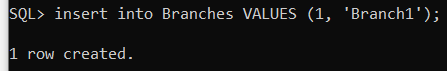 SQL> insert into Branches VALUES (1, 'Branch1');
1 row created.